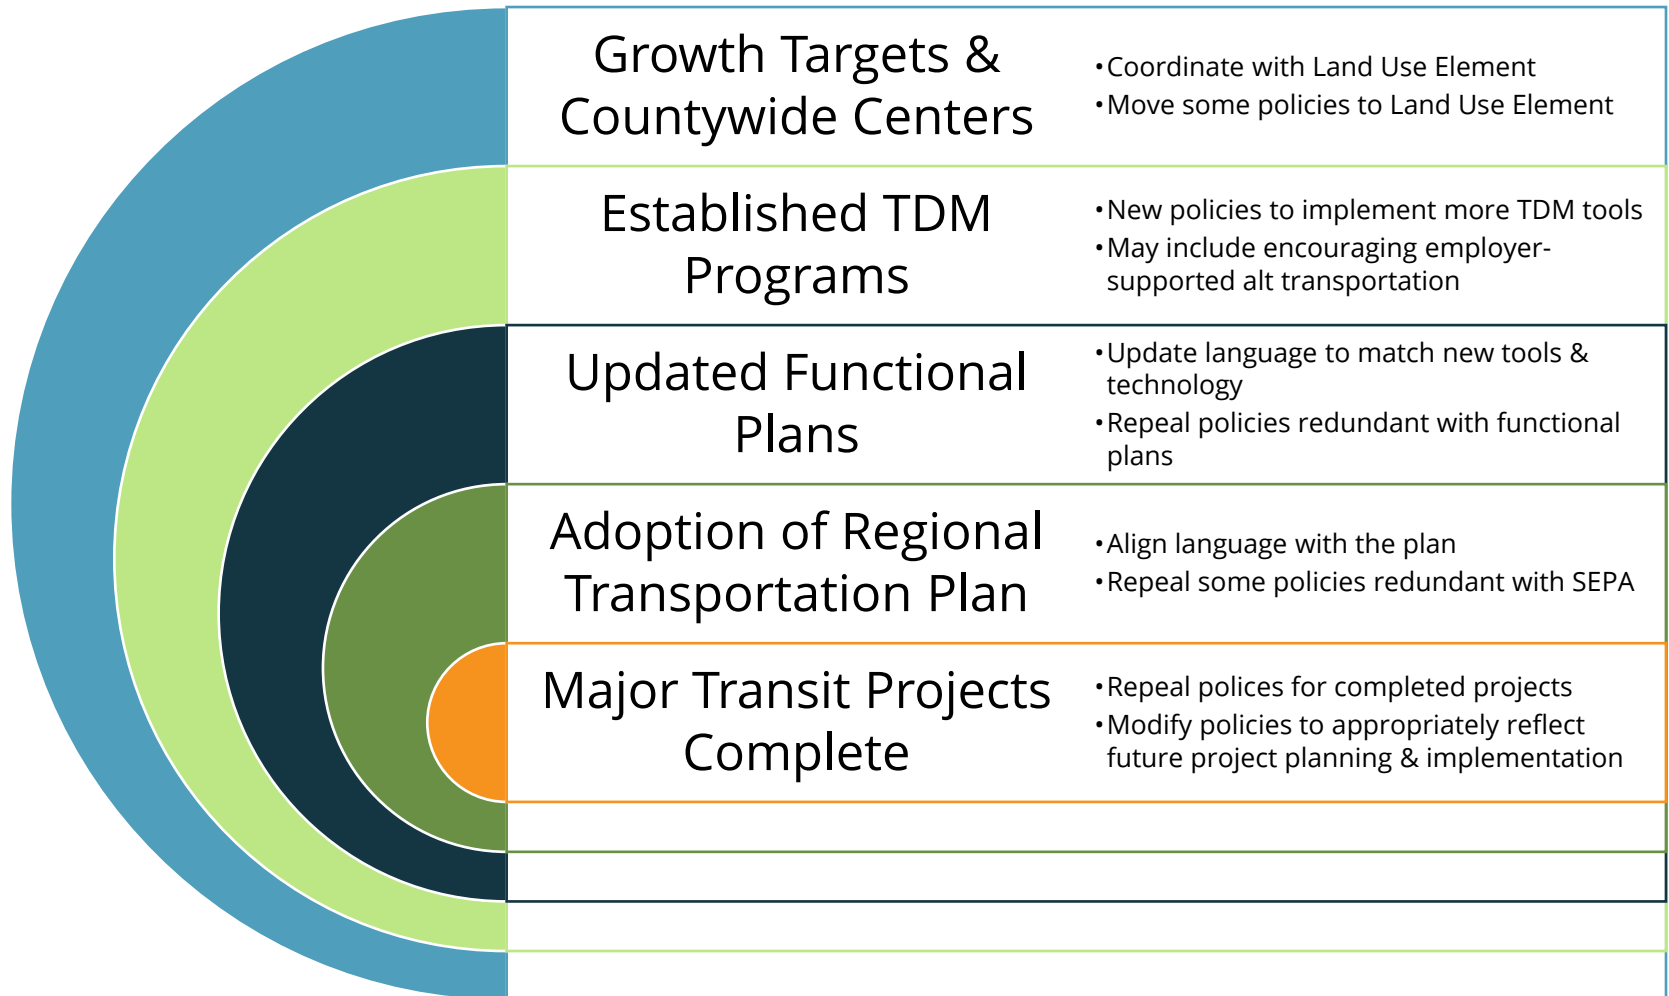 Growth Targets &
Countywide Centers
•Coordinate with Land Use Element
•Move some policies to Land Use Element
Established TDM
Programs
•New policies to implement more TDM tools
•May include encouraging employer-
supported alt transportation
Updated Functional
Plans
•Update language to match new tools &
technology
•Repeal policies redundant with functional
plans
Adoption of Regional
Transportation Plan
•Align language with the plan
•Repeal some policies redundant with SEPA
Major Transit Projects
Complete
•Repeal polices for completed projects
•Modify policies to appropriately reflect
future project planning & implementation